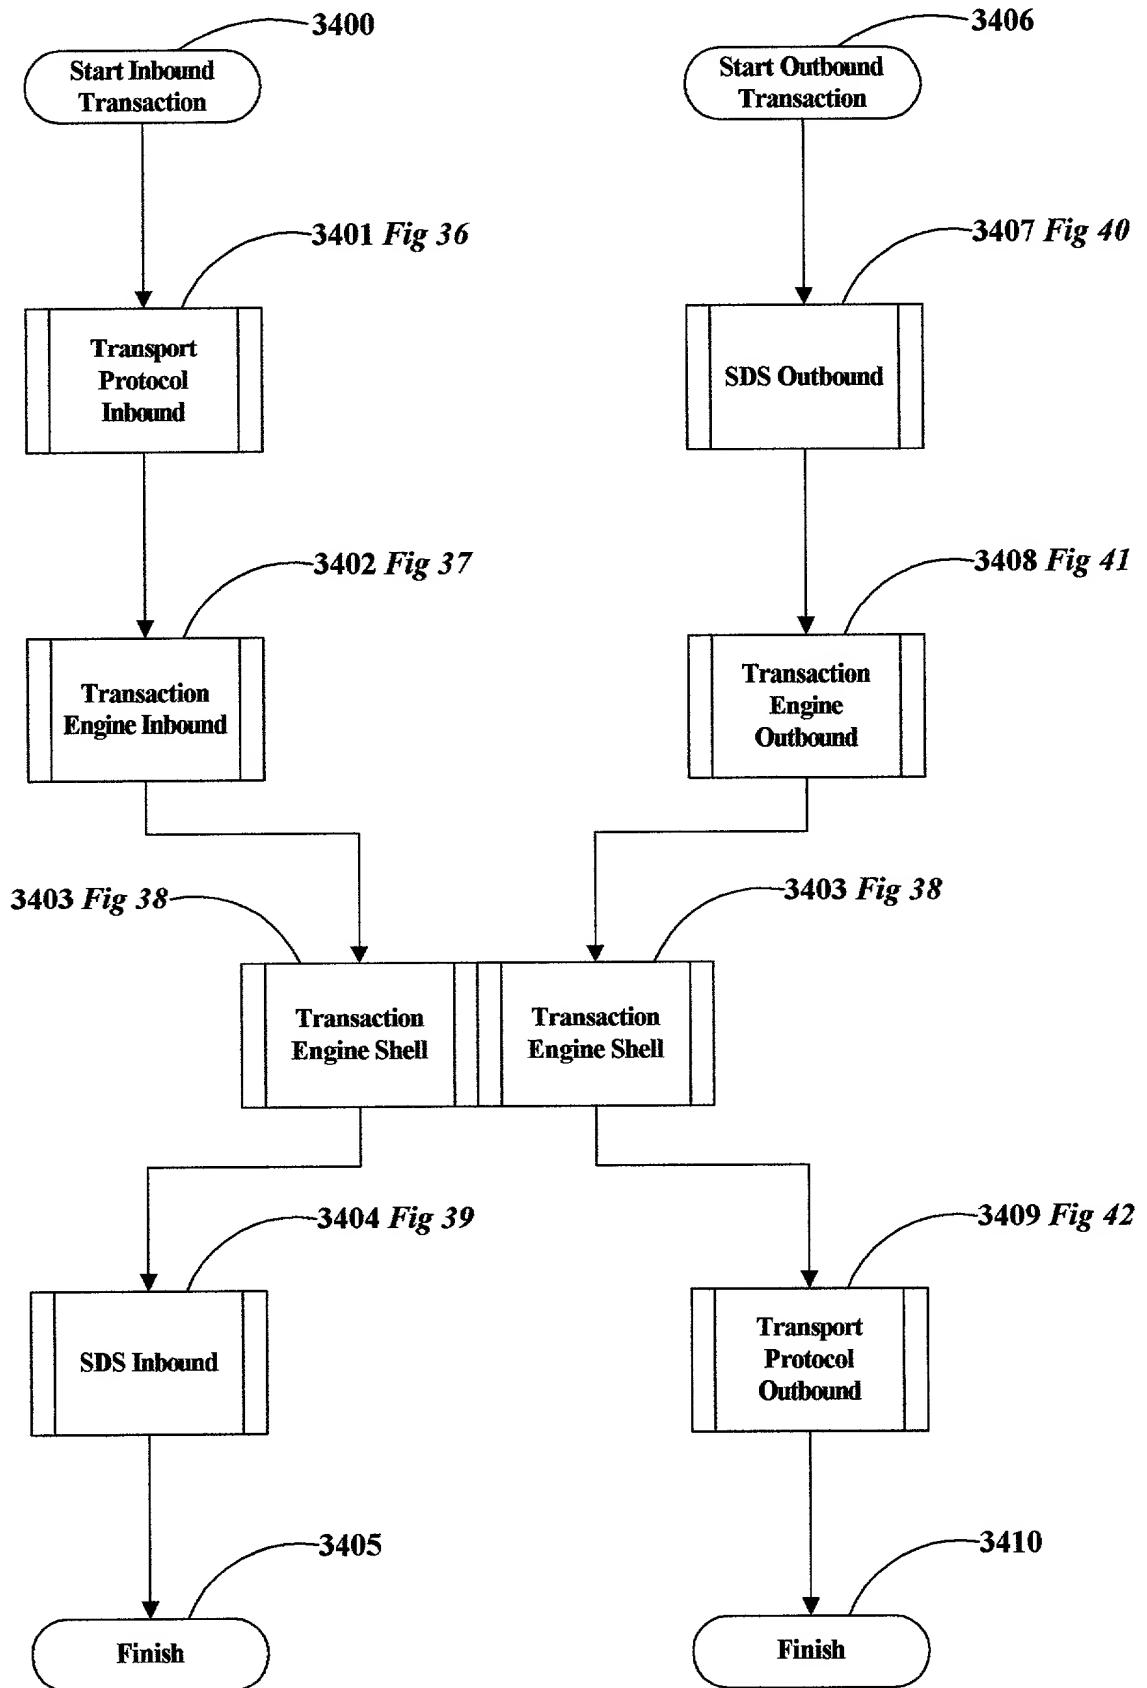 3400
Start Inbound
Transaction
3406
Start Outbound
Transaction
3401 Fig 36
Transport
Protocol
Inbound
3407 Fig 40
SDS Outbound
3402 Fig 37
Transaction
Engine Inbound
3408 Fig 41
Transaction
Engine
Outbound
3403 Fig 38
Transaction
Engine Shell
3403 Fig 38
Transaction
Engine Shell
3404 Fig 39
SDS Inbound
3409 Fig 42
Transport
Protocol
Outbound
3405
Finish
3410
Finish